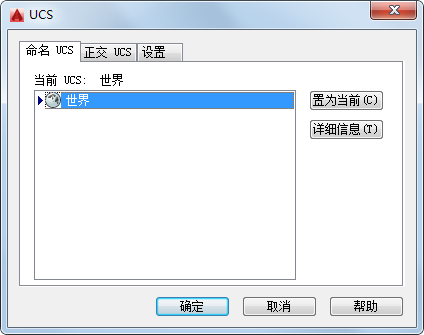 UCS
命名 UCS 正交 UCS 设置
当前 UCS: 世界
世界
置为当前(C)
详细信息(T)
确定 取消 帮助